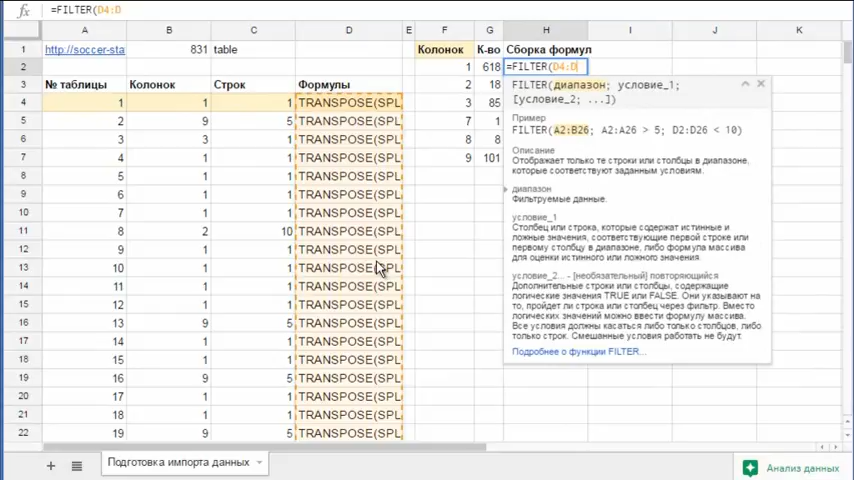 fx =FILTER(D4:D
A B C D E F G H I J K
1 http://soccer-sta 831 table Колонок К-во Сборка формул
2 1 618 =FILTER(D4:D
3 № таблицы Колонок Строк Формулы 2 18
4 1 1 1 TRANSPOSE(SPL 3 85
5 2 9 5 TRANSPOSE(SPL 7 1
6 3 3 1 TRANSPOSE(SPL 8 8
7 4 1 1 TRANSPOSE(SPL 9 101
8 5 1 1 TRANSPOSE(SPL
9 6 1 1 TRANSPOSE(SPL
10 7 1 1 TRANSPOSE(SPL
11 8 2 10 TRANSPOSE(SPL
12 9 1 1 TRANSPOSE(SPL
13 10 1 1 TRANSPOSE(SPL
14 11 1 1 TRANSPOSE(SPL
15 12 1 1 TRANSPOSE(SPL
16 13 9 5 TRANSPOSE(SPL
17 14 1 1 TRANSPOSE(SPL
18 15 1 1 TRANSPOSE(SPL
19 16 9 5 TRANSPOSE(SPL
20 17 1 1 TRANSPOSE(SPL
21 18 1 1 TRANSPOSE(SPL
22 19 9 5 TRANSPOSE(SPL
FILTER(диапазон; условие_1;
[условие_2; ...])
Пример
FILTER(A2:B26; A2:A26 > 5; D2:D26 < 10)
Описание
Отображает только те строки или столбцы в диапазоне,
которые соответствуют заданным условиям.
диапазон
Фильтруемые данные.
условие_1
Столбец или строка, которые содержат истинные и
ложные значения, соответствующие первой строке или
первому столбцу в диапазоне, либо формула массива
для оценки истинного или ложного значения.
условие_2... - [необязательный] повторяющийся
Дополнительные строки или столбцы, содержащие
логические значения TRUE или FALSE. Они указывают на
то, пройдет ли строка или столбец через фильтр. Вместо
логических значений можно ввести формулу массива.
Все условия должны касаться либо только столбцов, либо
только строк. Смешанные условия работать не будут.
Подробнее о функции FILTER...
Подготовка импорта данных
Анализ данных